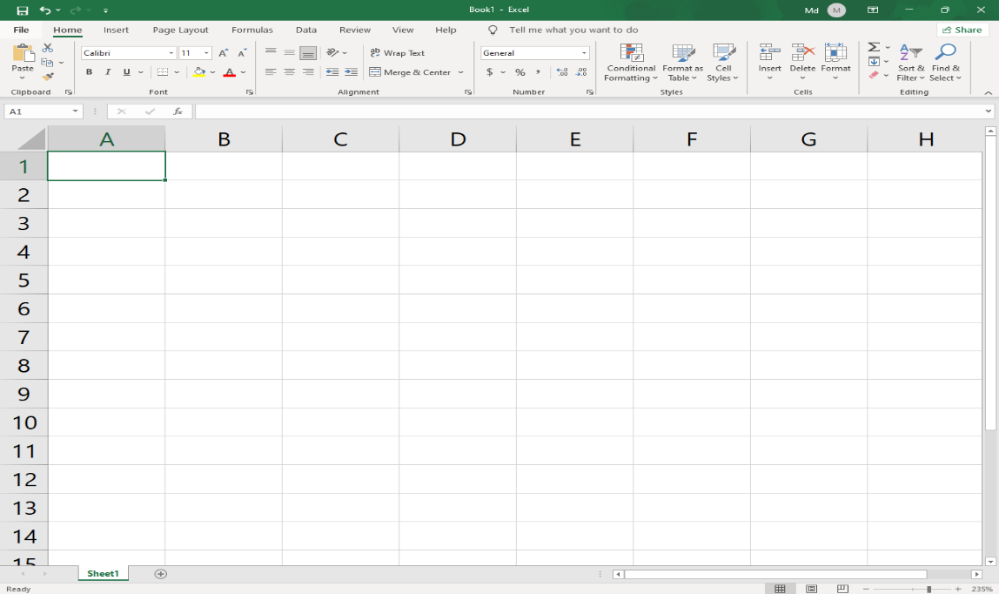 Book1 - Excel
Md M
File Home Insert Page Layout Formulas Data Review View Help Tell me what you want to do Share
Calibri 11 Wrap Text General
Paste B I U Merge & Center $ % , Conditional Formatting Format as Table Cell Styles Insert Delete Format Sort & Filter Find & Select
Clipboard Font Alignment Number Styles Cells Editing
A1 fx
A B C D E F G H
1
2
3
4
5
6
7
8
9
10
11
12
13
14
15
Sheet1
Ready 235%